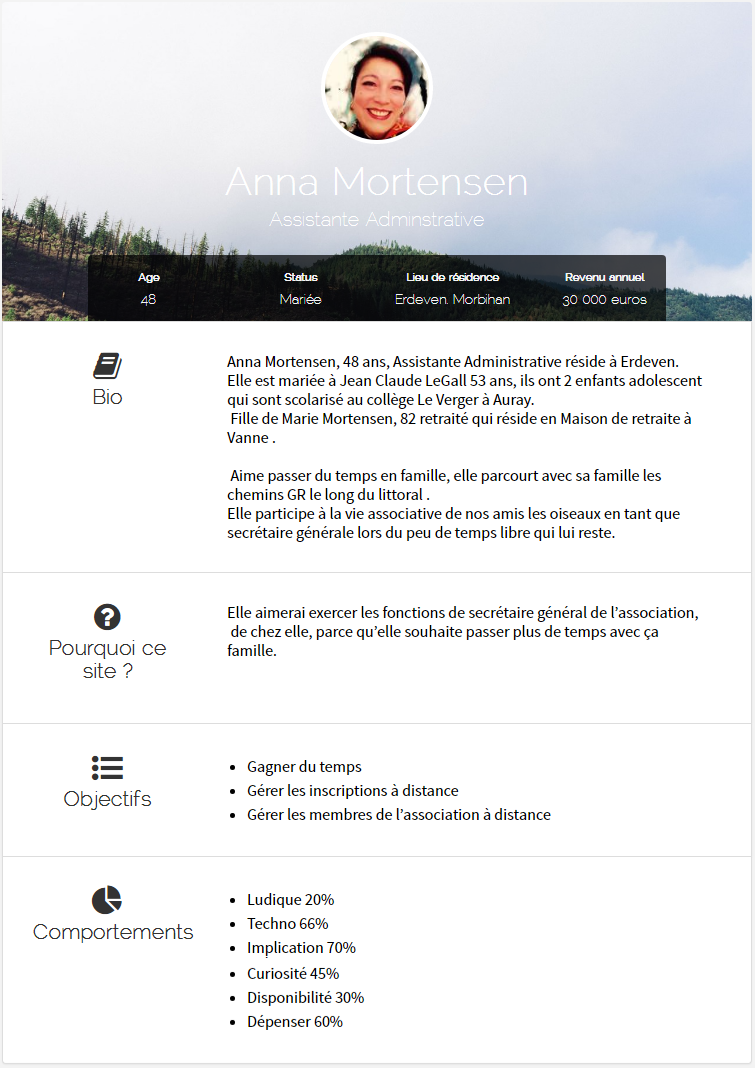 Anna Mortensen
Assistante Adminstrative
Age Status Lieu de résidence Revenu annuel
48 Mariée Erdeven. Morbihan 30 000 euros
Bio
Anna Mortensen, 48 ans, Assistante Administrative réside à Erdeven.
Elle est mariée à Jean Claude LeGall 53 ans, ils ont 2 enfants adolescent
qui sont scolarisé au collège Le Verger à Auray.
Fille de Marie Mortensen, 82 retraité qui réside en Maison de retraite à
Vanne .
Aime passer du temps en famille, elle parcourt avec sa famille les
chemins GR le long du littoral .
Elle participe à la vie associative de nos amis les oiseaux en tant que
secrétaire générale lors du peu de temps libre qui lui reste.
Pourquoi ce
site ?
Elle aimerai exercer les fonctions de secrétaire général de l’association,
de chez elle, parce qu’elle souhaite passer plus de temps avec ça
famille.
Objectifs
• Gagner du temps
• Gérer les inscriptions à distance
• Gérer les membres de l’association à distance
Comportements
• Ludique 20%
• Techno 66%
• Implication 70%
• Curiosité 45%
• Disponibilité 30%
• Dépenser 60%